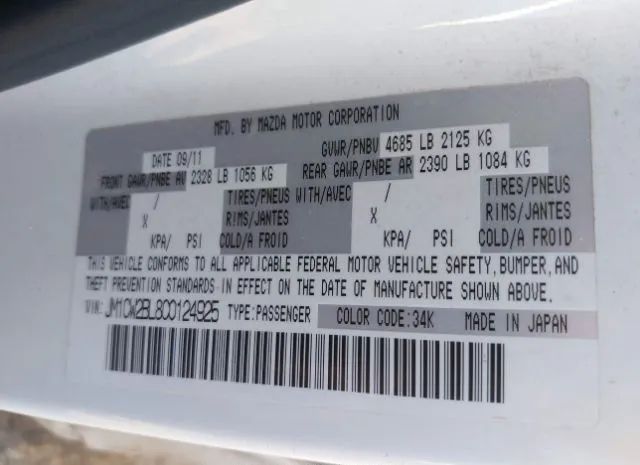 MFD. BY MAZDA MOTOR CORPORATION
DATE 09/11 GVWR/PNBV 4685 LB 2125 KG
FRONT GAWR/PNBE AV 2328 LB 1056 KG REAR GAWR/PNBE AR 2390 LB 1084 KG
WITH/AVEC / TIRES/PNEUS WITH/AVEC / TIRES/PNEUS
X RIMS/JANTES X RIMS/JANTES
KPA/ PSI COLD/A FROID KPA/ PSI COLD/A FROID
THIS VEHICLE CONFORMS TO ALL APPLICABLE FEDERAL MOTOR VEHICLE SAFETY, BUMPER, AND
THEFT PREVENTION STANDARDS IN EFFECT ON THE DATE OF MANUFACTURE SHOWN ABOVE.
VIN: JM1CW2BL8C0124925 TYPE: PASSENGER COLOR CODE: 34K MADE IN JAPAN